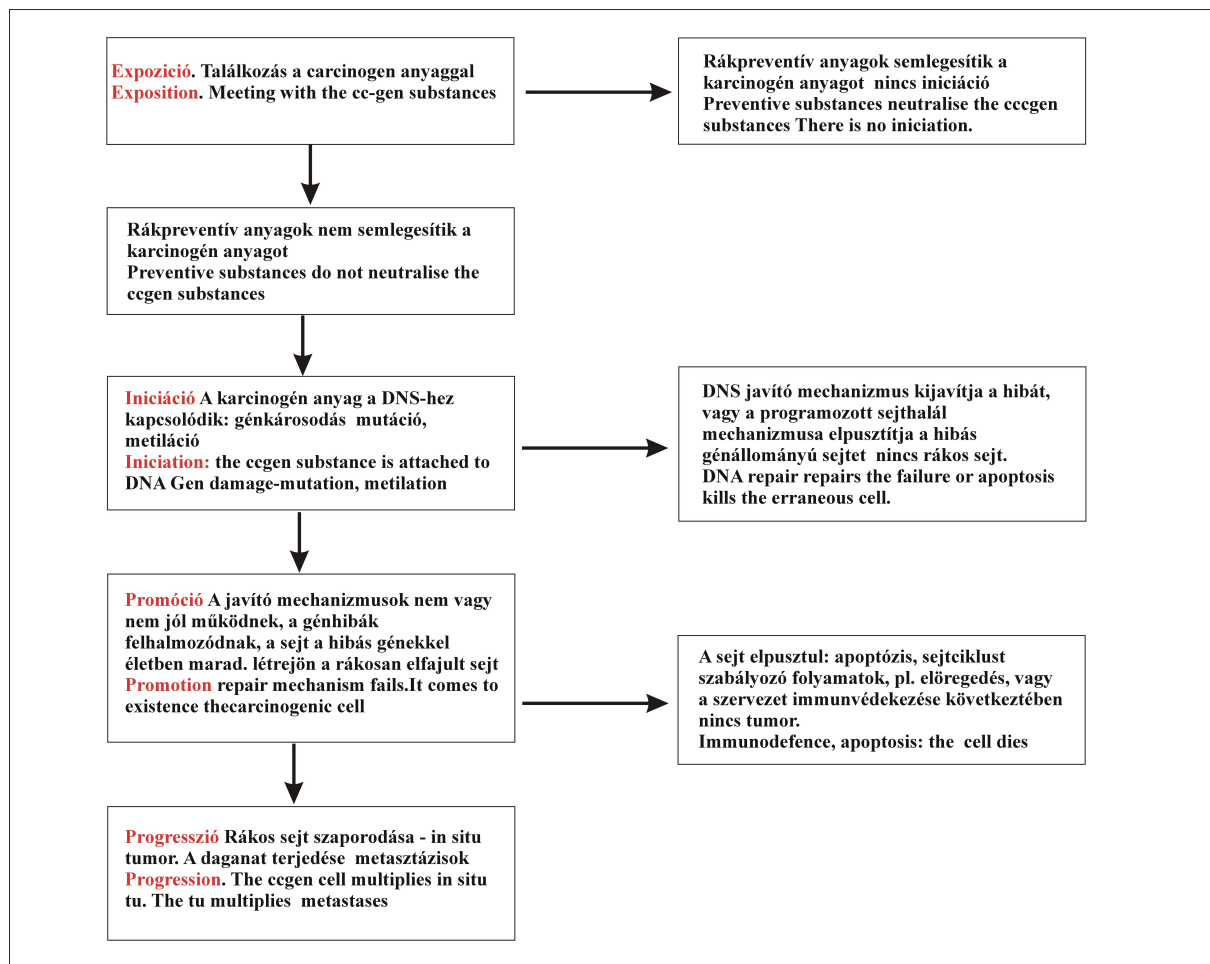 Expozició. Találkozás a carcinogen anyaggal
Exposition. Meeting with the cc-gen substances
Rákpreventív anyagok semlegesítik a
karcinogén anyagot nincs iniciáció
Preventive substances neutralise the cccgen
substances There is no iniciation.
Rákpreventív anyagok nem semlegesítik a
karcinogén anyagot
Preventive substances do not neutralise the
ccgen substances
Iniciáció A karcinogén anyag a DNS-hez
kapcsolódik: génkárosodás mutáció,
metiláció
Iniciation: the ccgen substance is attached to
DNA Gen damage-mutation, metilation
DNS javító mechanizmus kijavítja a hibát,
vagy a programozott sejthalál
mechanizmusa elpusztítja a hibás
génállományú sejtet nincs rákos sejt.
DNA repair repairs the failure or apoptosis
kills the erraneous cell.
Promóció A javító mechanizmusok nem vagy
nem jól működnek, a génhibák
felhalmozódnak, a sejt a hibás génekkel
életben marad. létrejön a rákosan elfajult sejt
Promotion repair mechanism fails.It comes to
existence thecarcinogenic cell
A sejt elpusztul: apoptózis, sejtciklust
szabályozó folyamatok, pl. elöregedés, vagy
a szervezet immunvédekezése következtében
nincs tumor.
Immunodefence, apoptosis: the cell dies
Progresszió Rákos sejt szaporodása - in situ
tumor. A daganat terjedése metasztázisok
Progression. The ccgen cell multiplies in situ
tu. The tu multiplies metastases